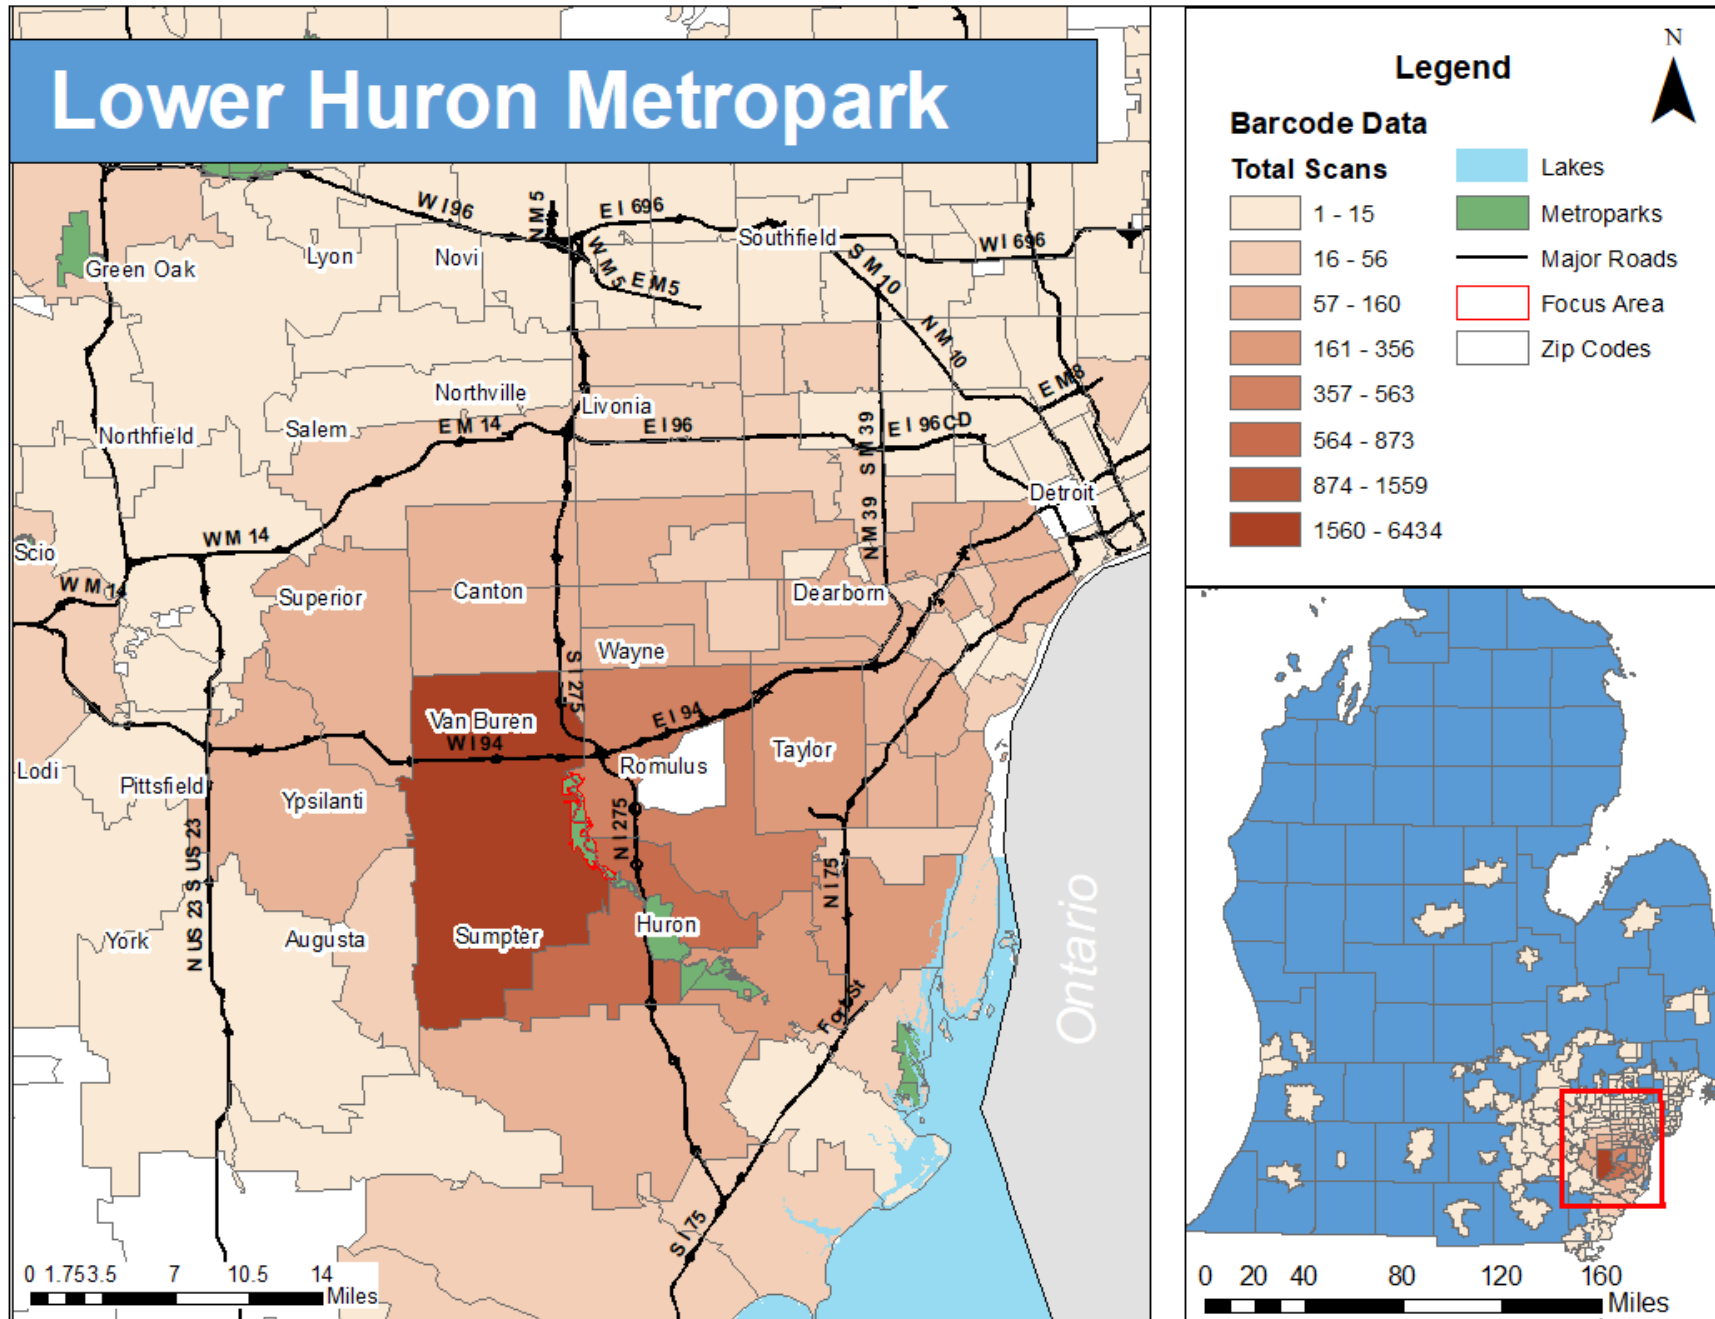 Lower Huron Metropark
W I 96
N M 5
E I 696
W M 5
E M 5
Southfield
S M 10
W I 696
Green Oak
Lyon
Novi
N M 10
E M 8
Northville
Livonia
Northfield
Salem
E M 14
E I 96
S M 39
E I 96 CD
Detroit
Scio
W M 14
N M 39
W M 14
Superior
Canton
Dearborn
Wayne
S I 275
Van Buren
E I 94
W I 94
Romulus
Taylor
Lodi
Pittsfield
Ypsilanti
N I 275
N US 23 S US 23
N I 75
York
Augusta
Sumpter
Huron
Fort St
Ontario
S I 75
0 1.75 3.5 7 10.5 14
Miles
N
Legend
Barcode Data
Total Scans
1 - 15
16 - 56
57 - 160
161 - 356
357 - 563
564 - 873
874 - 1559
1560 - 6434
Lakes
Metroparks
Major Roads
Focus Area
Zip Codes
0 20 40 80 120 160
Miles